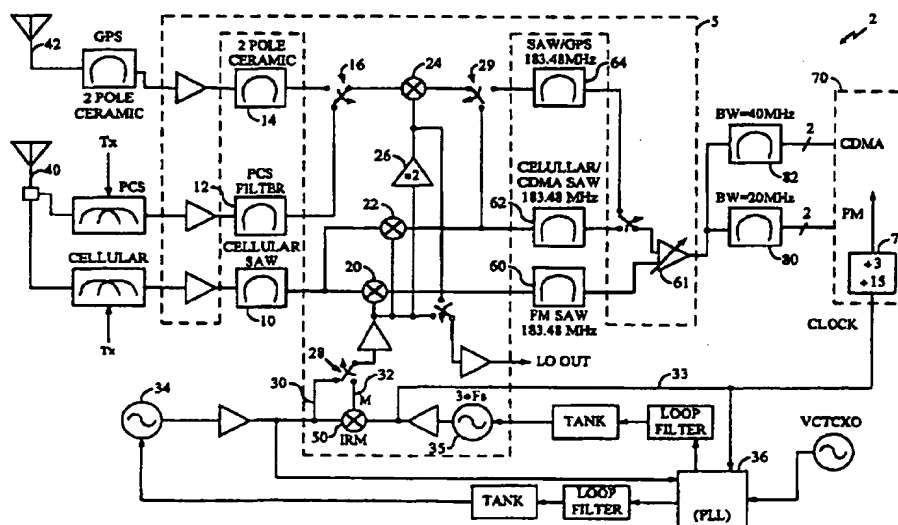 42
GPS
2 POLE
CERAMIC
2 POLE
CERAMIC
14
16
24
29
SAW/GPS
183.48MHz
64
5
2
70
Tx
40
PCS
12
PCS
FILTER
26
÷2
22
CELULLAR/
CDMA SAW
183.48 MHz
62
BW=40MHz
2
82
CDMA
BW=20MHz
2
80
FM
CELLULAR
Tx
CELLULAR
SAW
10
20
60
FM SAW
183.48 MHz
61
÷3
÷15
7
CLOCK
28
30
32
M
LO OUT
33
34
50
IRM
3*Fs
35
TANK
LOOP
FILTER
VCTCXO
36
TANK
LOOP
FILTER
(PLL)